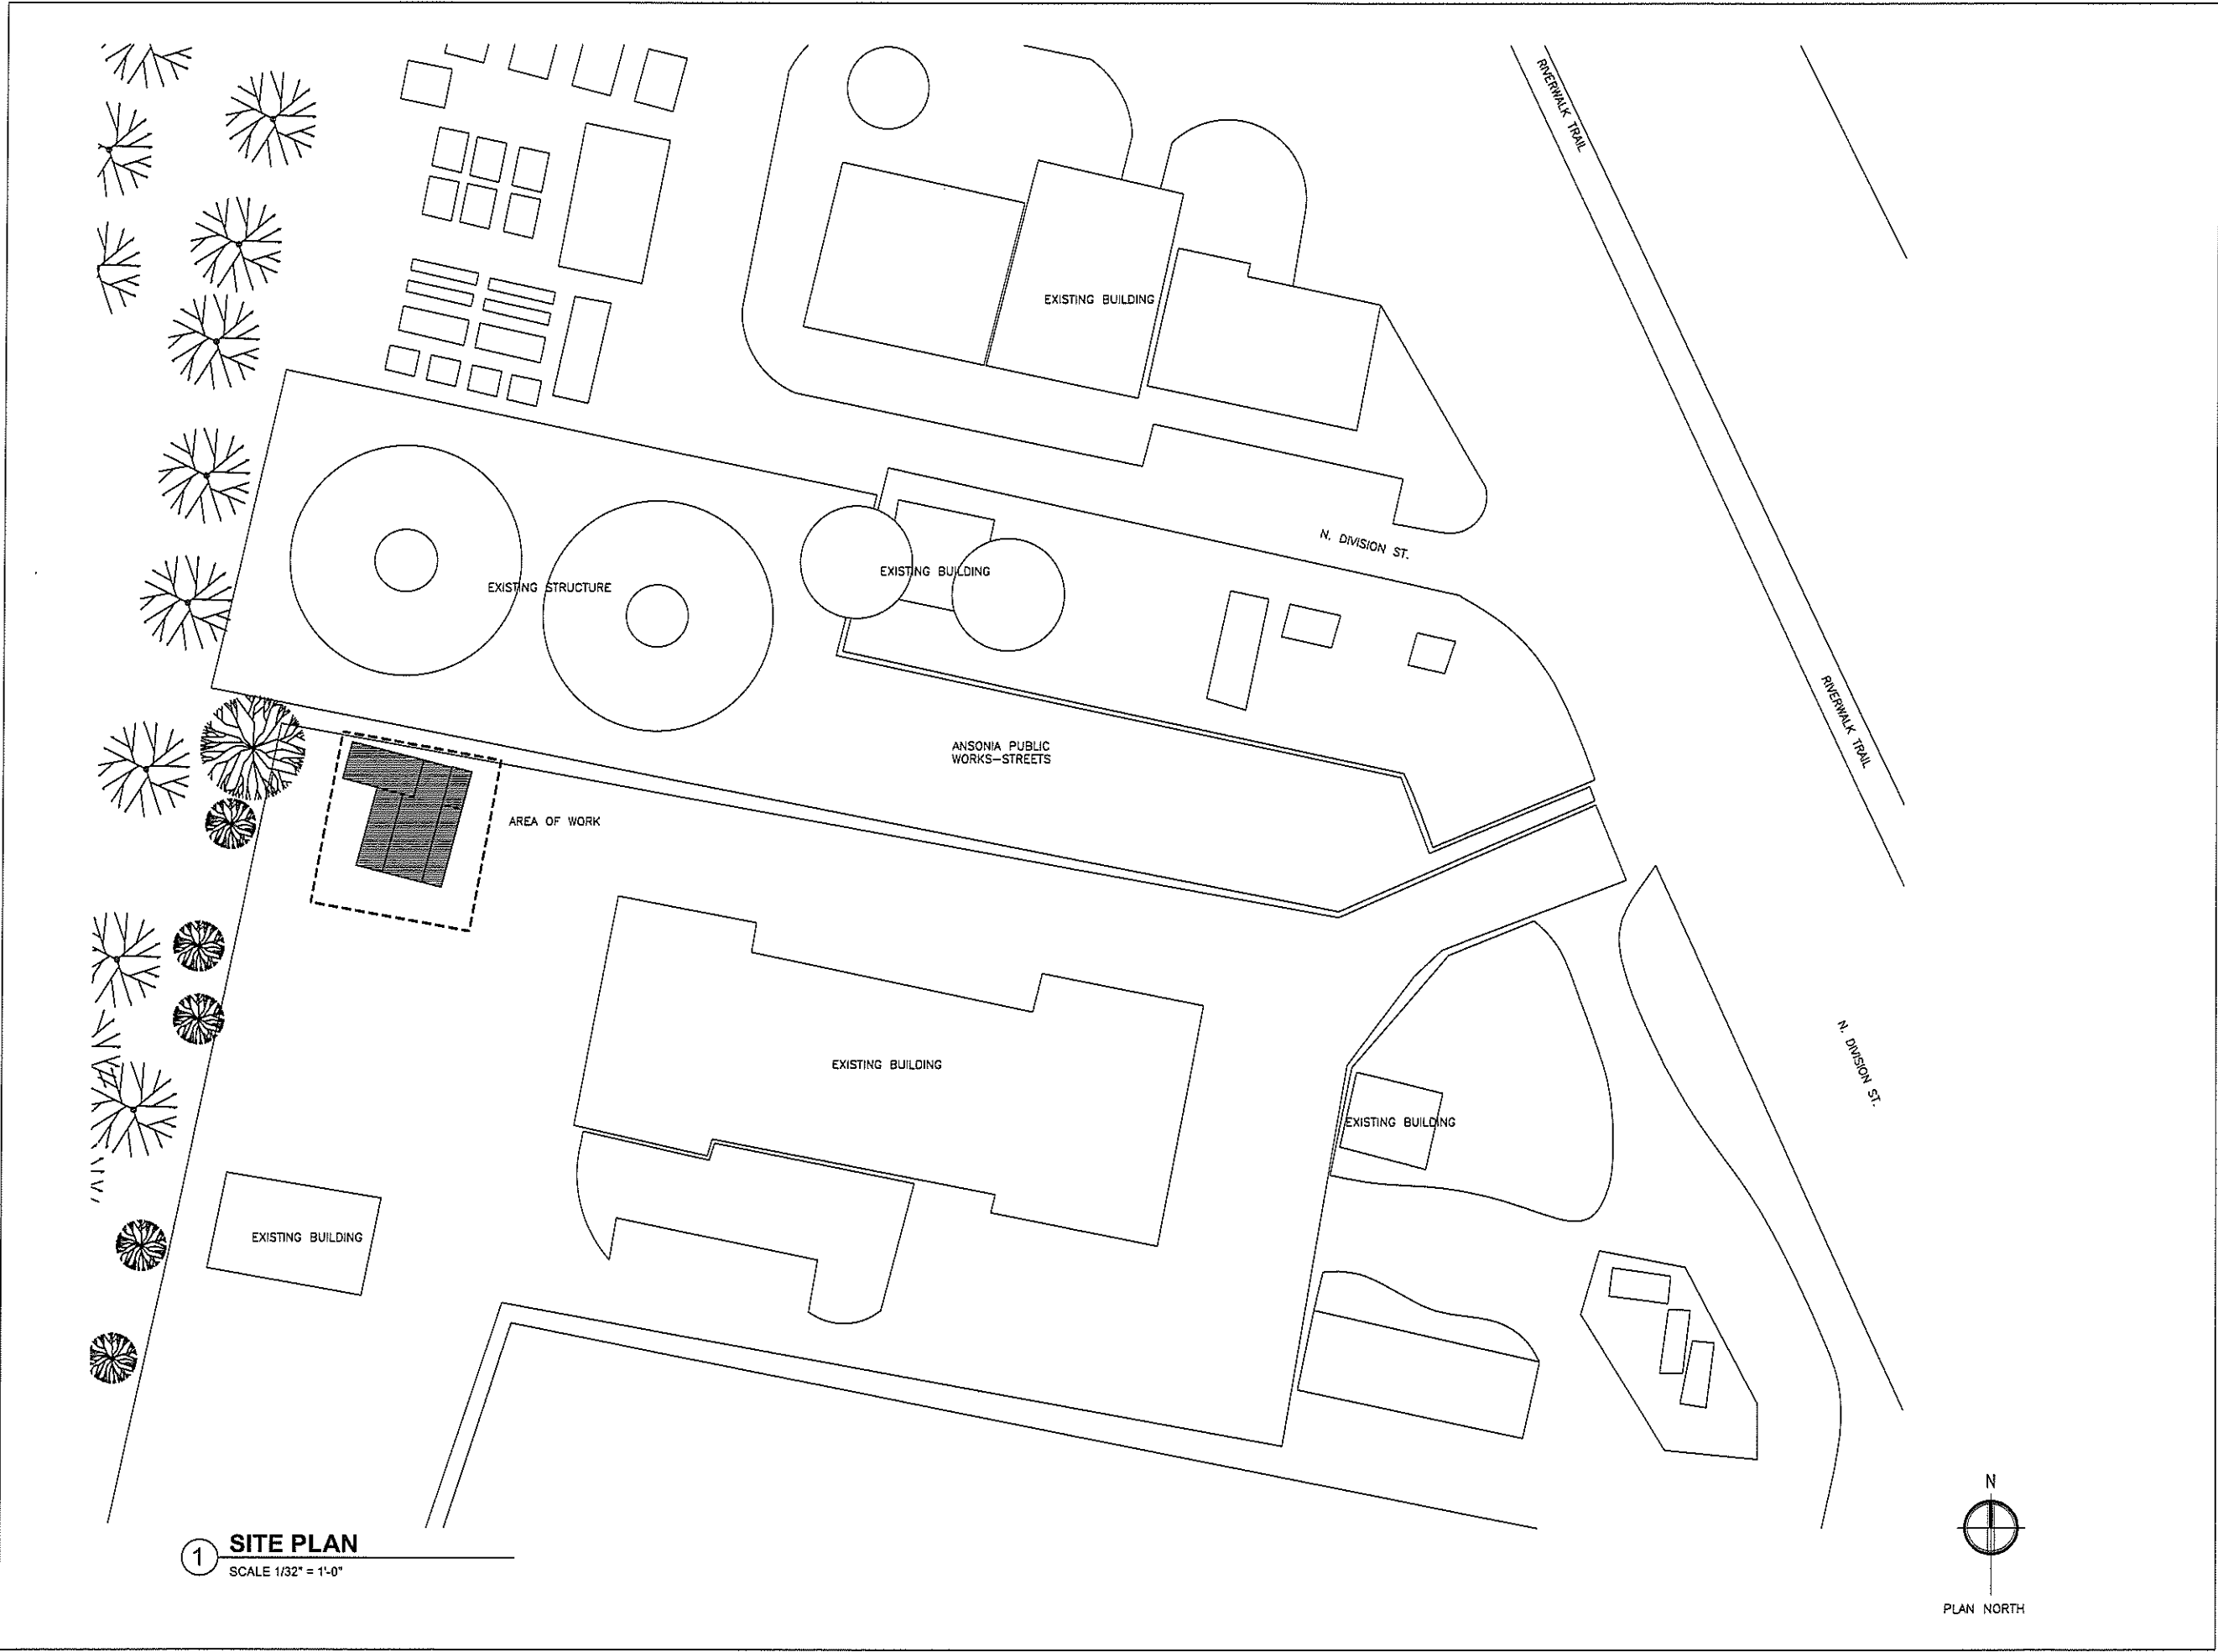 RIVERWALK TRAIL
EXISTING BUILDING
N. DIVISION ST.
EXISTING STRUCTURE
EXISTING BUILDING
RIVERWALK TRAIL
ANSONIA PUBLIC
WORKS-STREETS
AREA OF WORK
EXISTING BUILDING
N. DIVISION ST.
EXISTING BUILDING
EXISTING BUILDING
N
1
SITE PLAN
SCALE 1/32" = 1'-0"
PLAN NORTH